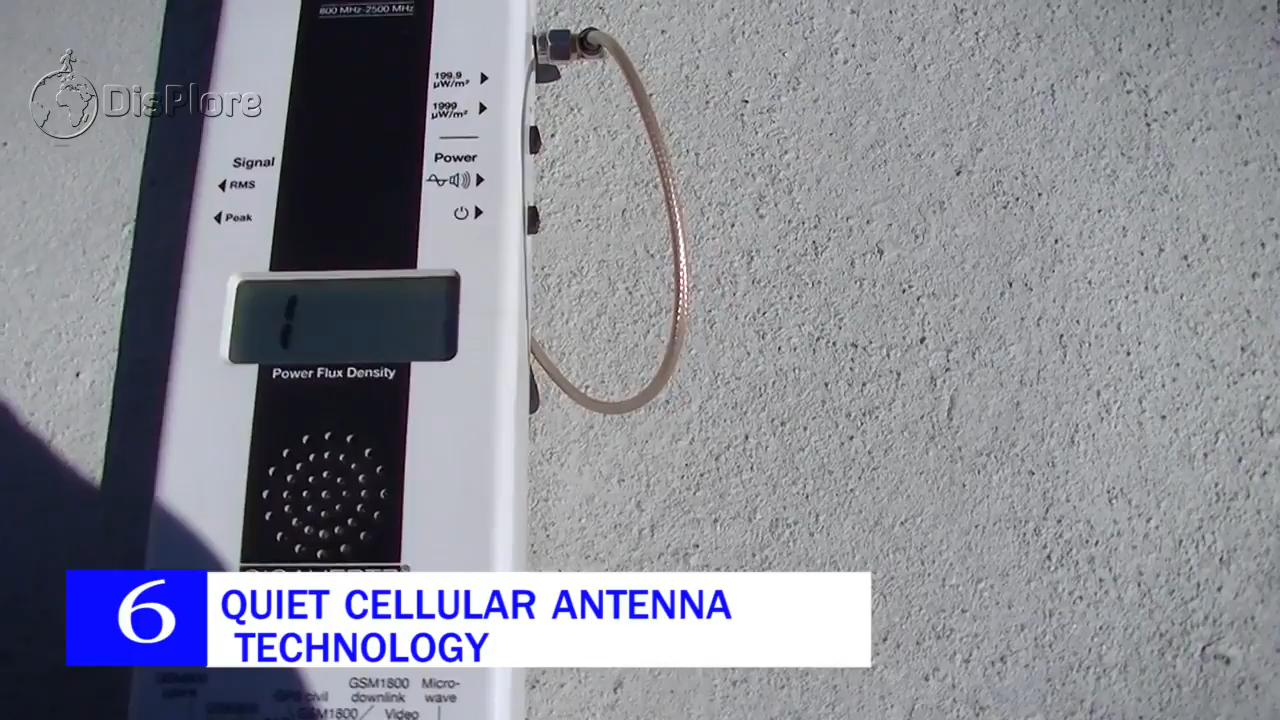 800 MHz-2500 MHz
DisPlore
199.9
µW/m²
1999
µW/m²
Signal
Power
RMS
Peak
Power Flux Density
6
QUIET CELLULAR ANTENNA
TECHNOLOGY
GSM1800
downlink
Micro-
wave
GSM1800
Video